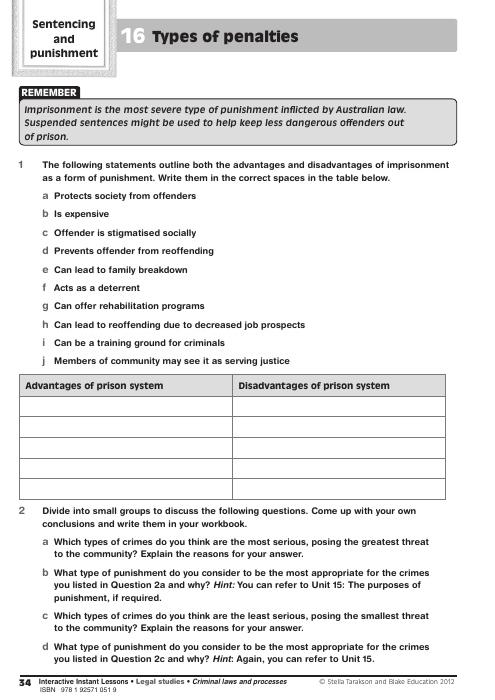 Sentencing
and
punishment
16 Types of penalties
REMEMBER
Imprisonment is the most severe type of punishment inflicted by Australian law.
Suspended sentences might be used to help keep less dangerous offenders out
of prison.
1 The following statements outline both the advantages and disadvantages of imprisonment
as a form of punishment. Write them in the correct spaces in the table below.
a Protects society from offenders
b Is expensive
c Offender is stigmatised socially
d Prevents offender from reoffending
e Can lead to family breakdown
f Acts as a deterrent
g Can offer rehabilitation programs
h Can lead to reoffending due to decreased job prospects
i Can be a training ground for criminals
j Members of community may see it as serving justice
Advantages of prison system Disadvantages of prison system
2 Divide into small groups to discuss the following questions. Come up with your own
conclusions and write them in your workbook.
a Which types of crimes do you think are the most serious, posing the greatest threat
to the community? Explain the reasons for your answer.
b What type of punishment do you consider to be the most appropriate for the crimes
you listed in Question 2a and why? Hint: You can refer to Unit 15: The purposes of
punishment, if required.
c Which types of crimes do you think are the least serious, posing the smallest threat
to the community? Explain the reasons for your answer.
d What type of punishment do you consider to be the most appropriate for the crimes
you listed in Question 2c and why? Hint: Again, you can refer to Unit 15.
34 Interactive Instant Lessons • Legal studies • Criminal laws and processes © Stella Tarakson and Blake Education 2012
ISBN 978 1 92571 051 9